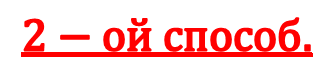 2 — ой способ.